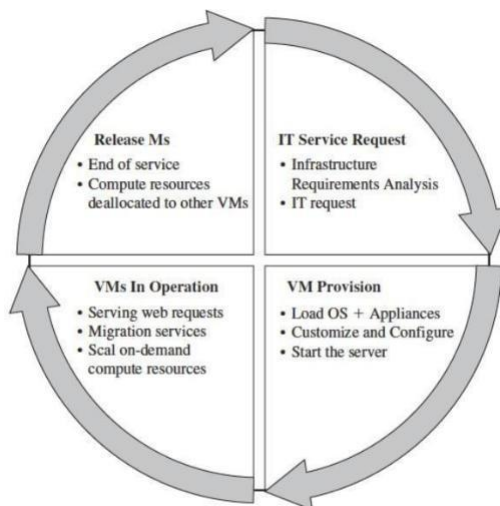 Release Ms
• End of service
• Compute resources
deallocated to other VMs
IT Service Request
• Infrastructure
Requirements Analysis
• IT request
VMs In Operation
• Serving web requests
• Migration services
• Scal on-demand
compute resources
VM Provision
• Load OS + Appliances
• Customize and Configure
• Start the server